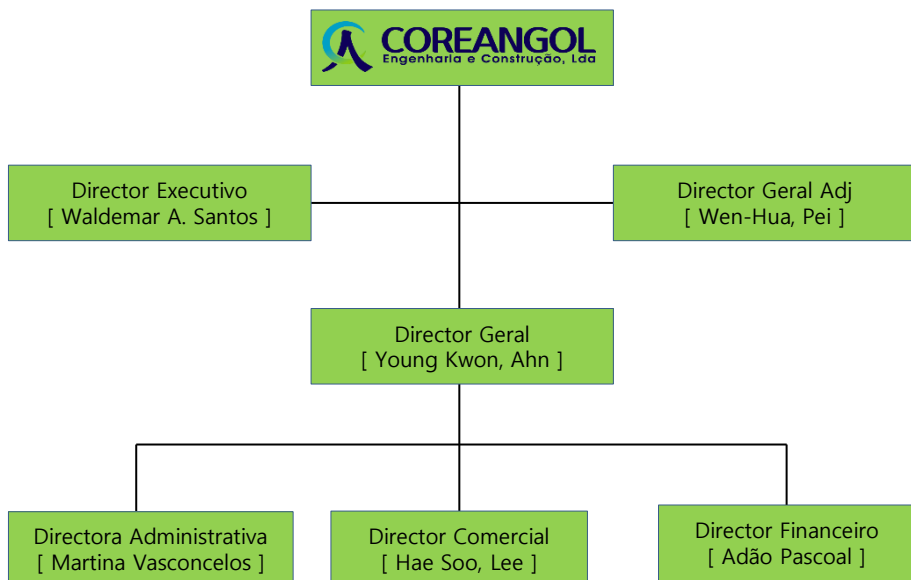 COREANGOL
Engenharia e Construção, Lda
Director Executivo
[ Waldemar A. Santos ]
Director Geral Adj
[ Wen-Hua, Pei ]
Director Geral
[ Young Kwon, Ahn ]
Directora Administrativa
[ Martina Vasconcelos ]
Director Comercial
[ Hae Soo, Lee ]
Director Financeiro
[ Adão Pascoal ]